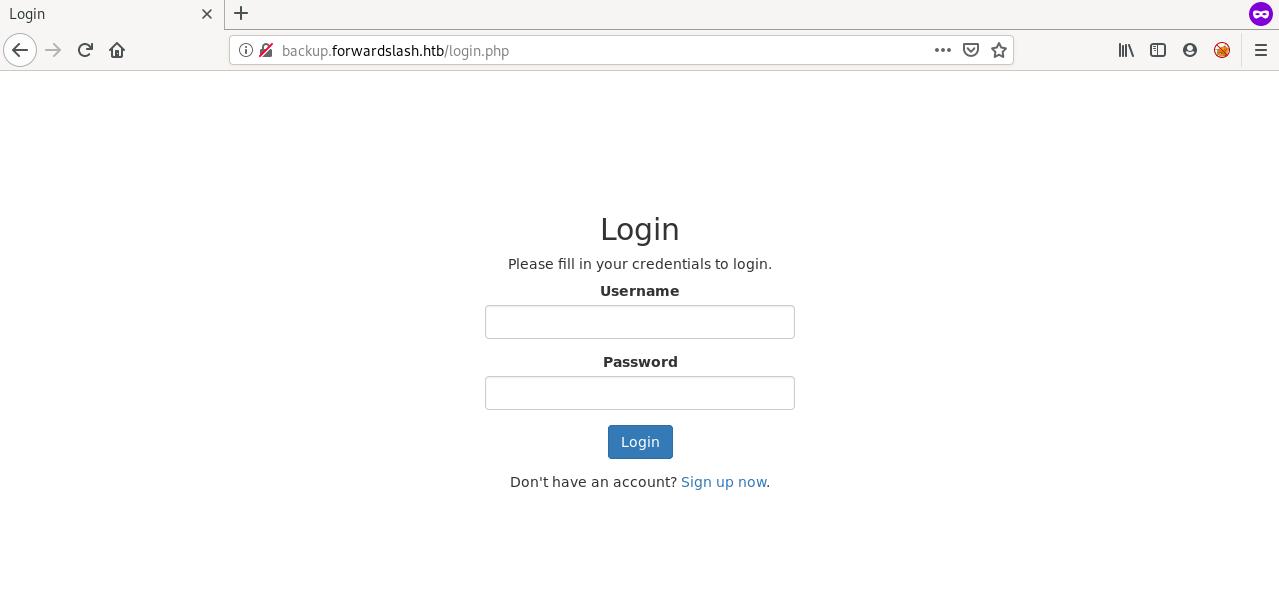 Login
backup.forwardslash.htb/login.php
Login
Please fill in your credentials to login.
Username
Password
Login
Don't have an account? Sign up now.